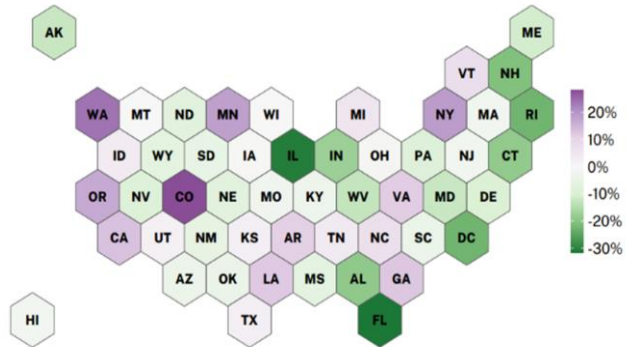 AK ME
VT NH
WA MT ND MN WI MI NY MA RI
ID WY SD IA IL IN OH PA NJ CT
OR NV CO NE MO KY WV VA MD DE
CA UT NM KS AR TN NC SC DC
AZ OK LA MS AL GA
HI TX FL
20%
10%
0%
-10%
-20%
-30%